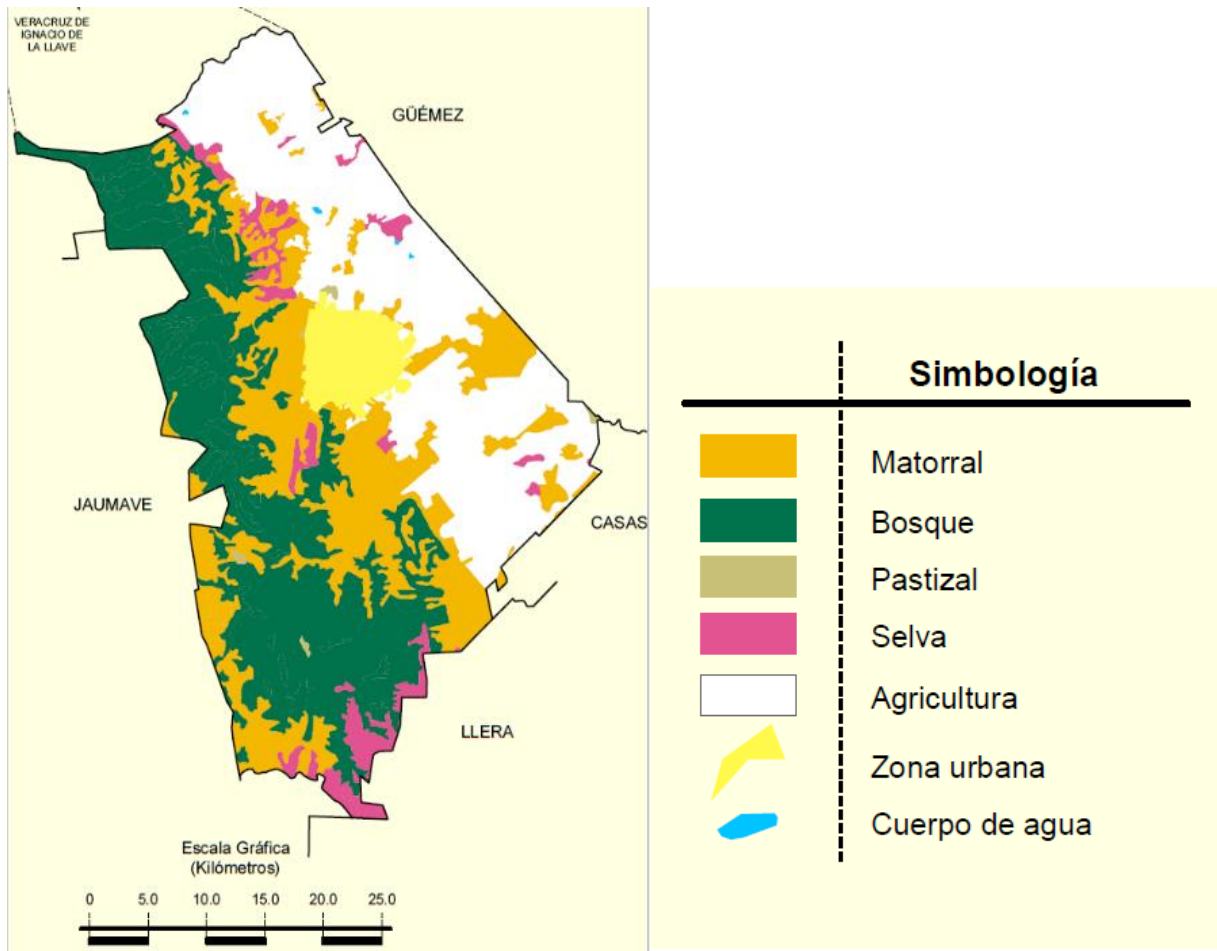 VERACRUZ DE
IGNACIO DE
LA LLAVE
GÜÉMEZ
JAUMAVE
CASAS
LLERA
Escala Gráfica
(Kilómetros)
0 5.0 10.0 15.0 20.0 25.0
Simbología
Matorral
Bosque
Pastizal
Selva
Agricultura
Zona urbana
Cuerpo de agua